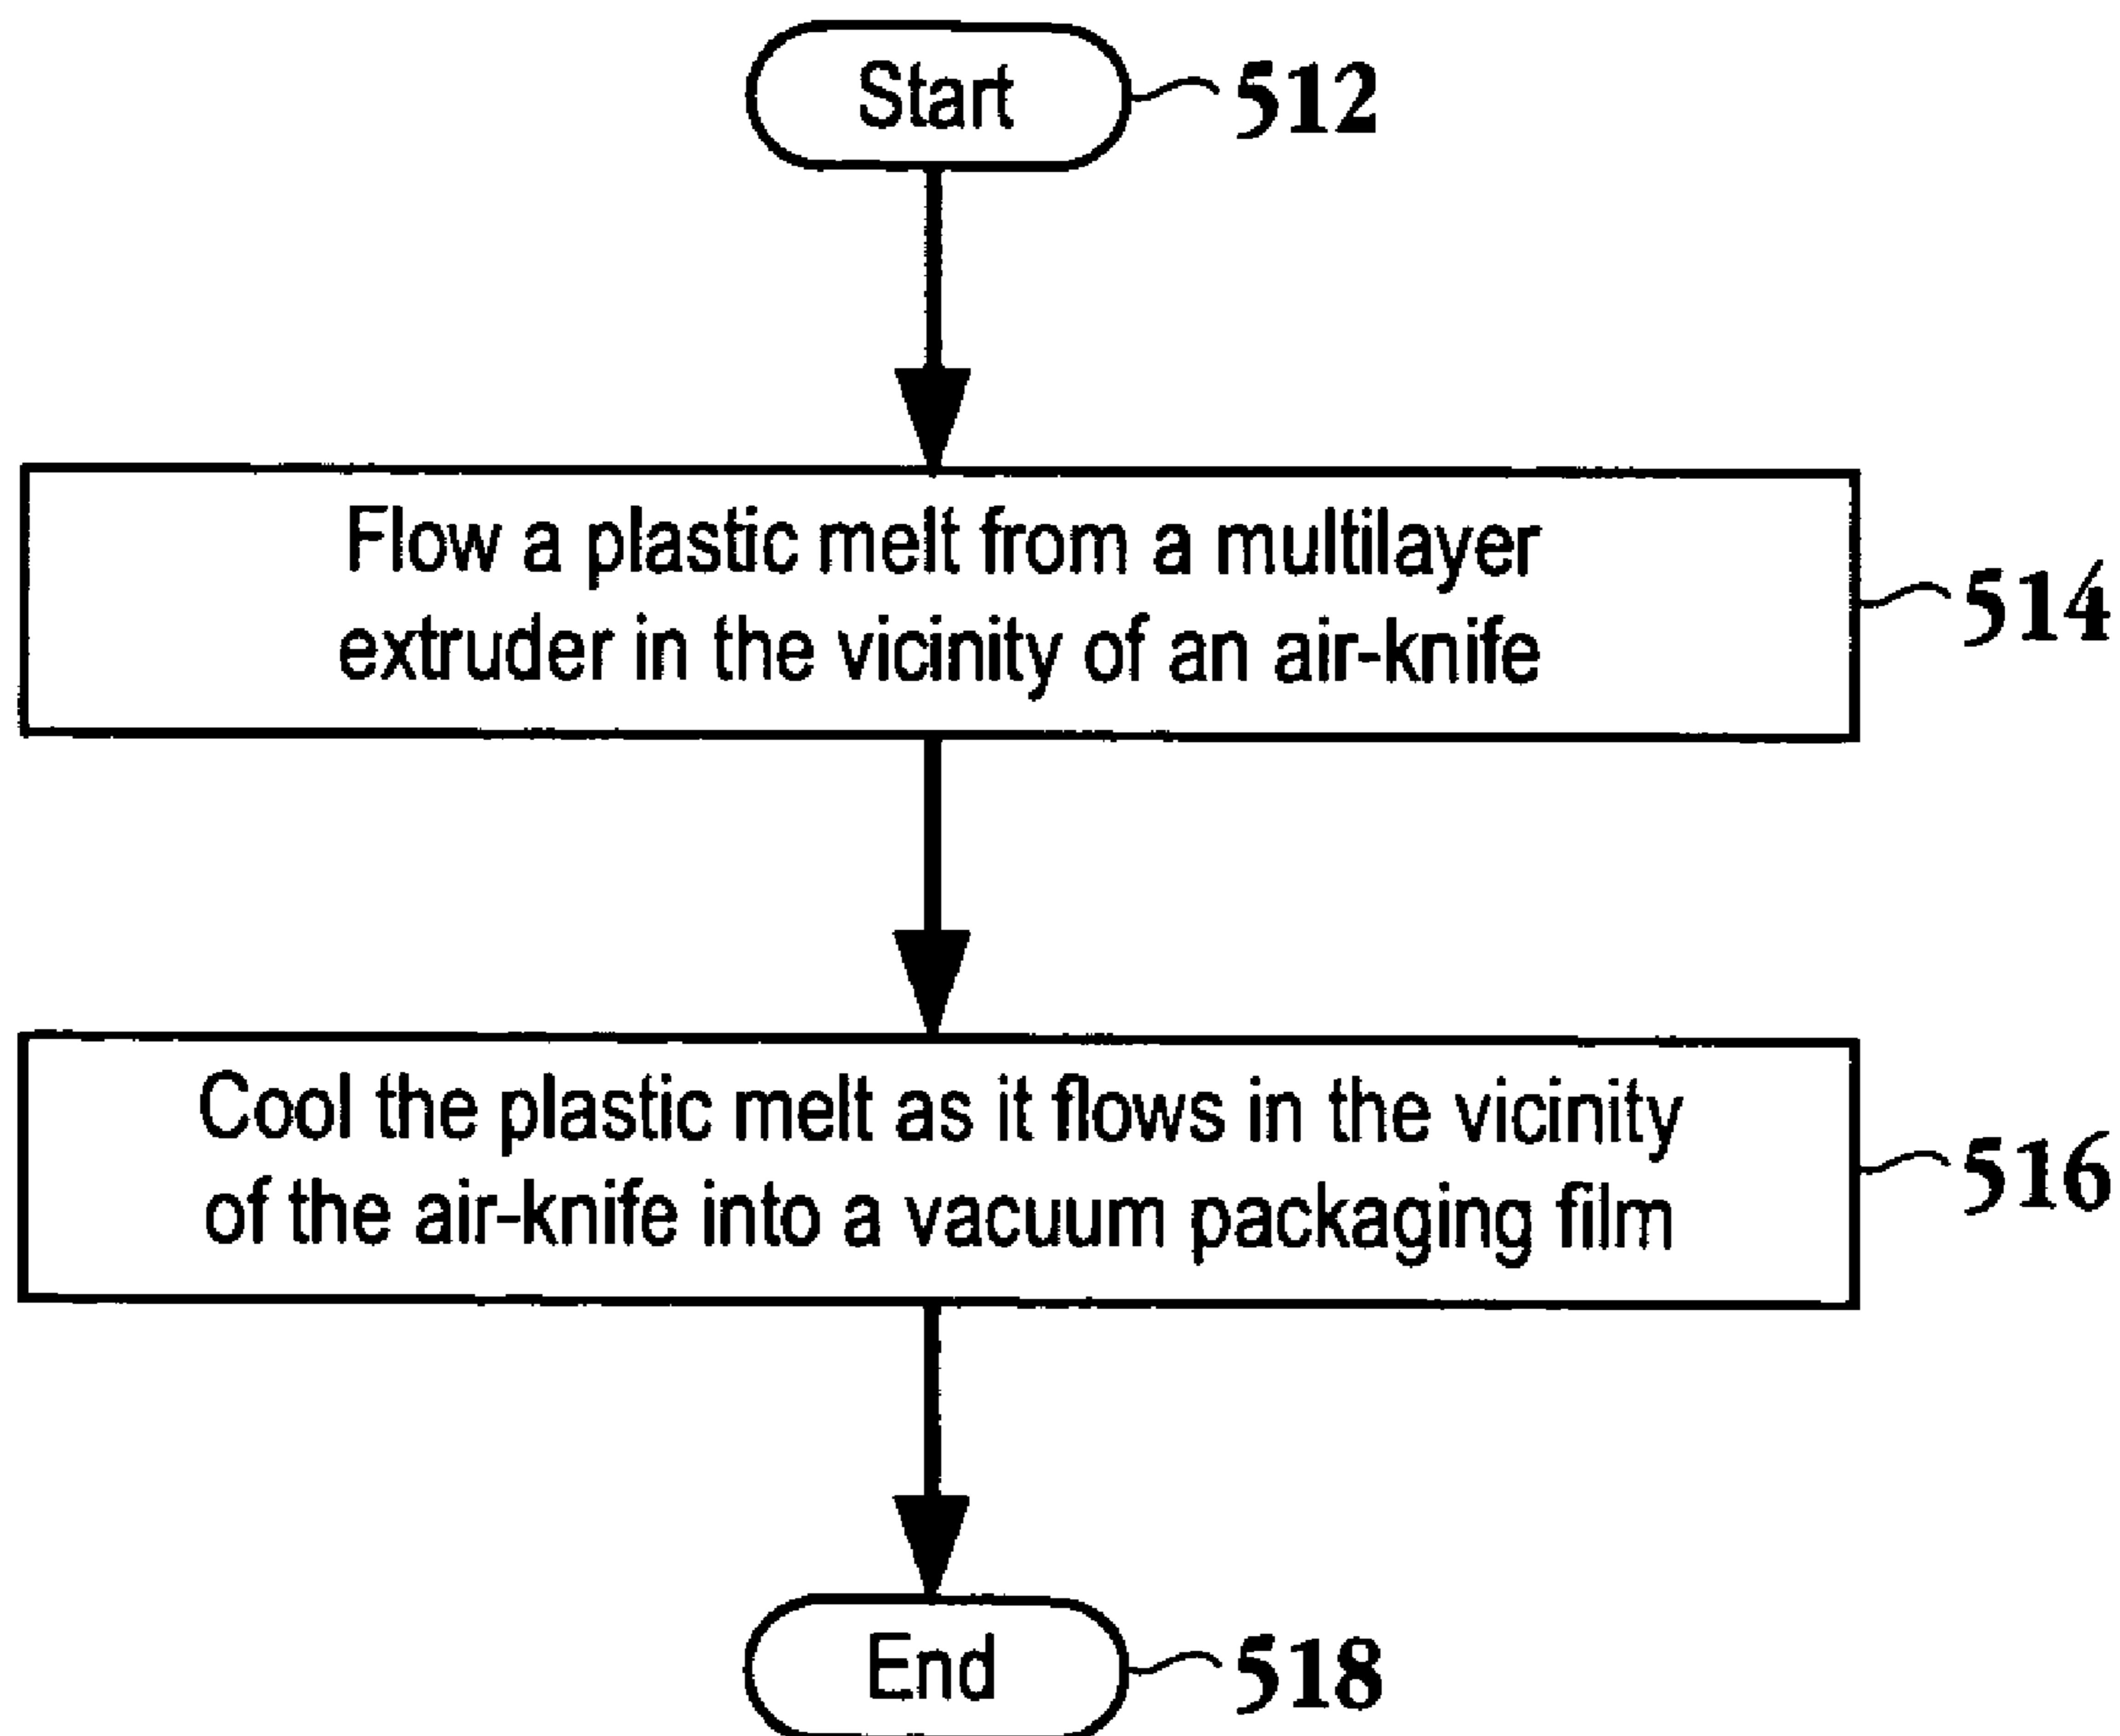 Start
512
Flow a plastic melt from a multilayer
extruder in the vicinity of an air-knife
514
Cool the plastic melt as it flows in the vicinity
of the air-knife into a vacuum packaging film
516
End
518